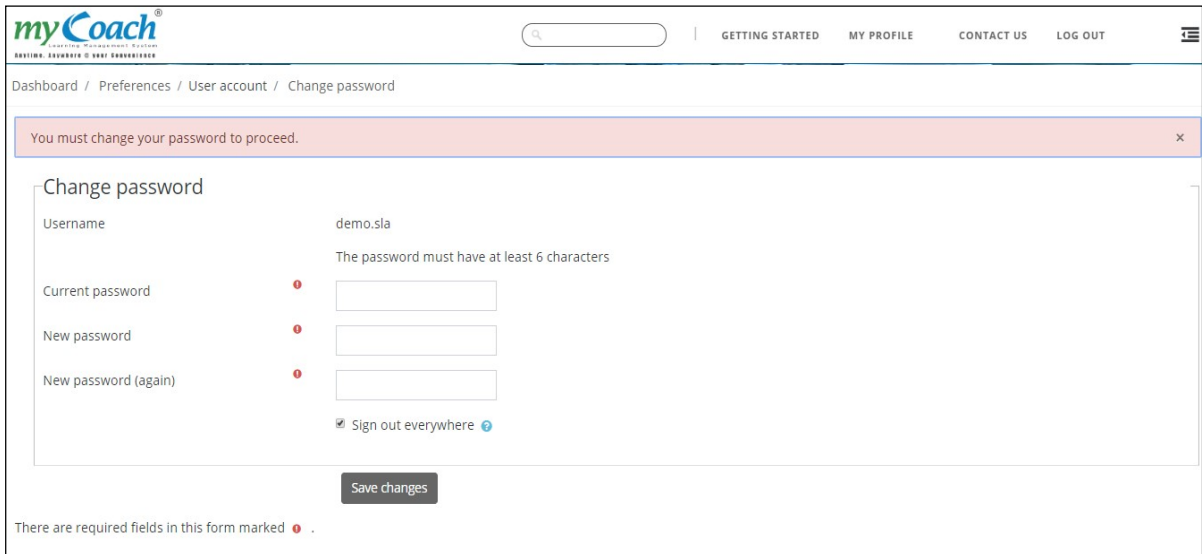 myCoach®
Learning Management System
Anytime. Anywhere @ your Convenience
GETTING STARTED MY PROFILE CONTACT US LOG OUT
Dashboard / Preferences / User account / Change password
You must change your password to proceed. ×
Change password
Username demo.sla
The password must have at least 6 characters
Current password
New password
New password (again)
Sign out everywhere ?
Save changes
There are required fields in this form marked .